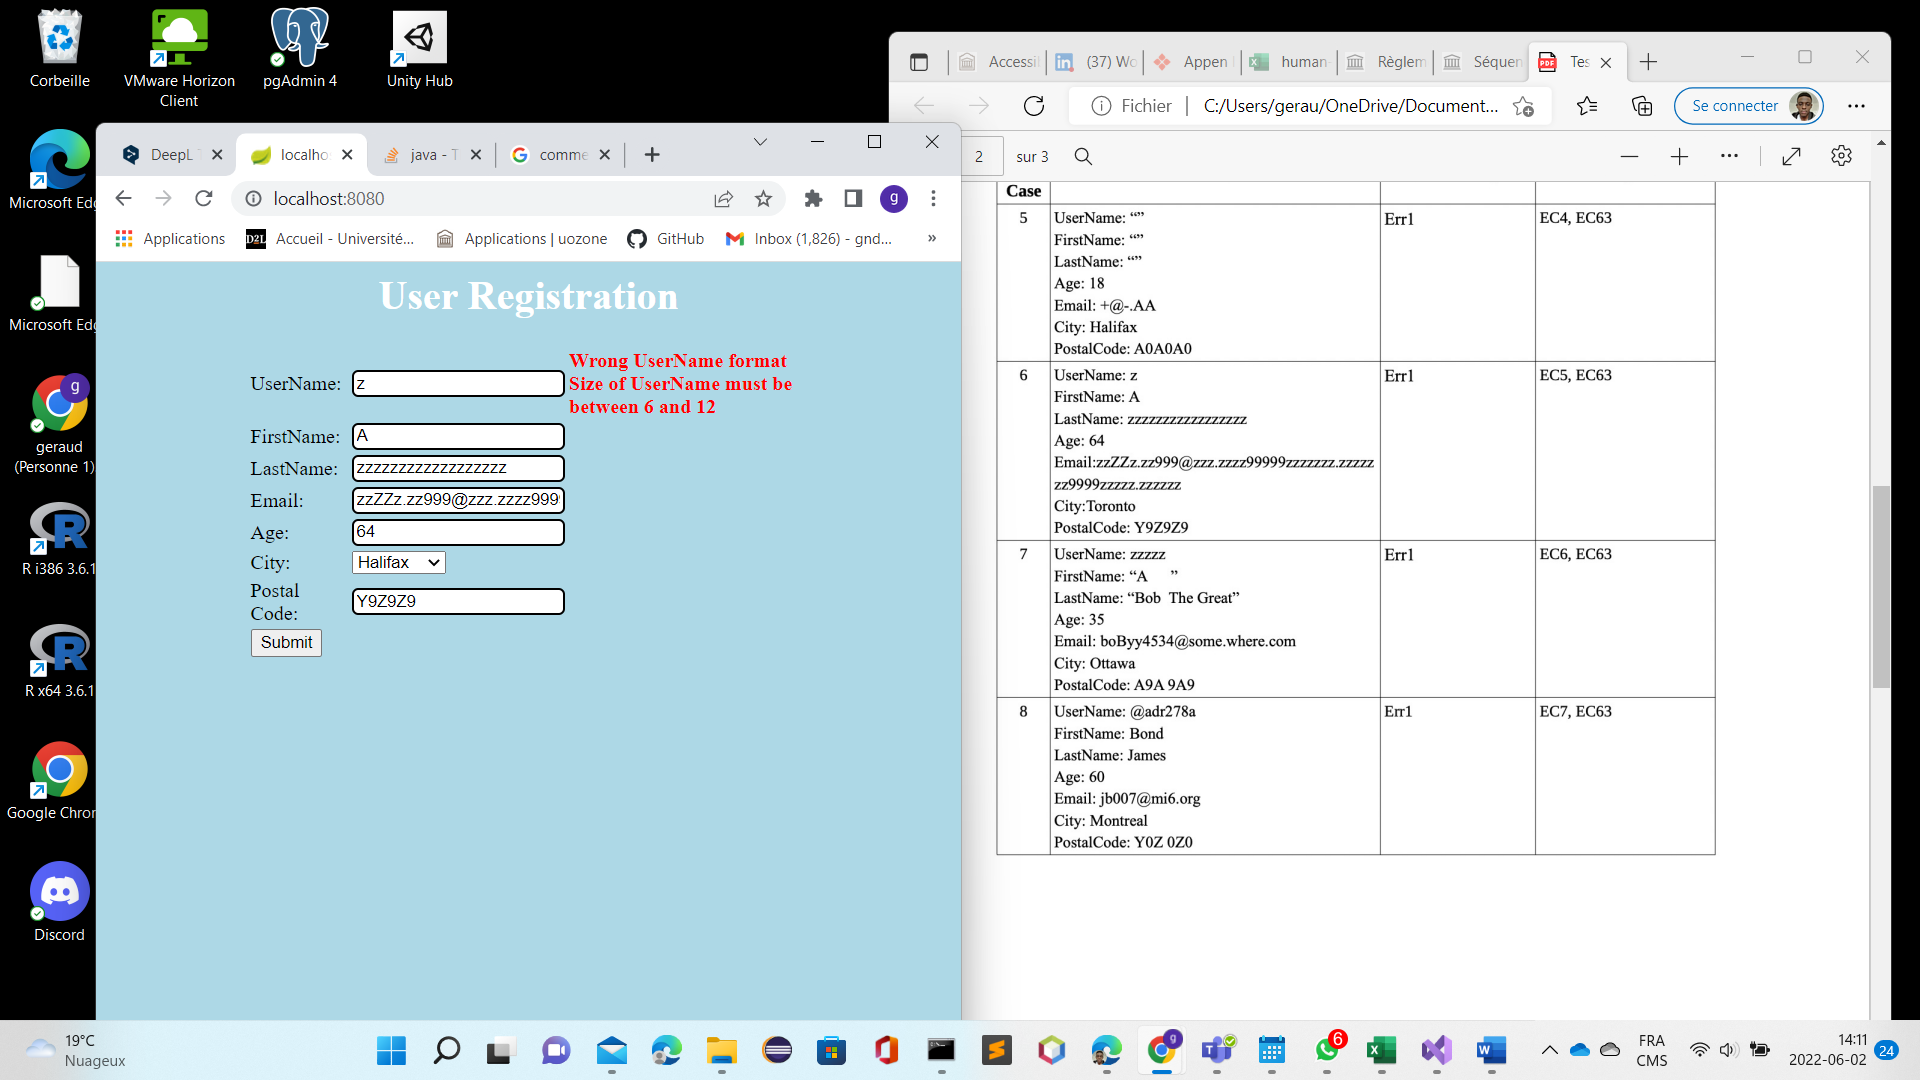 Corbeille
VMware Horizon
Client
pgAdmin 4
Unity Hub
Microsoft Edg
Microsoft Edg
geraud
(Personne 1)
R i386 3.6.1
R x64 3.6.1
Google Chror
Discord
DeepL T
localho
java - T
comme
localhost:8080
g
Applications
D2L
Accueil - Université...
Applications | uozone
GitHub
Inbox (1,826) - gnd...
»
User Registration
Wrong UserName format
Size of UserName must be
between 6 and 12
UserName:
z
FirstName:
A
LastName:
zzzzzzzzzzzzzzzzzz
Email:
zzZZz.zz999@zzz.zzzz999
Age:
64
City:
Halifax
Postal
Code:
Y9Z9Z9
Submit
Accessil
(37) Wo
Appen
human-
Règlem
Séquen
PDF
Tes
Fichier
C:/Users/gerau/OneDrive/Document...
Se connecter
2
sur 3
Case
5
UserName: “”
FirstName: “”
LastName: “”
Age: 18
Email: +@-.AA
City: Halifax
PostalCode: A0A0A0
Err1
EC4, EC63
6
UserName: z
FirstName: A
LastName: zzzzzzzzzzzzzzzzz
Age: 64
Email:zzZZz.zz999@zzz.zzzz99999zzzzzzz.zzzzz
zz9999zzzzz.zzzzzz
City:Toronto
PostalCode: Y9Z9Z9
Err1
EC5, EC63
7
UserName: zzzzz
FirstName: “A      ”
LastName: “Bob  The Great”
Age: 35
Email: boByy4534@some.where.com
City: Ottawa
PostalCode: A9A 9A9
Err1
EC6, EC63
8
UserName: @adr278a
FirstName: Bond
LastName: James
Age: 60
Email: jb007@mi6.org
City: Montreal
PostalCode: Y0Z 0Z0
Err1
EC7, EC63
19°C
Nuageux
6
FRA
CMS
14:11
2022-06-02
24